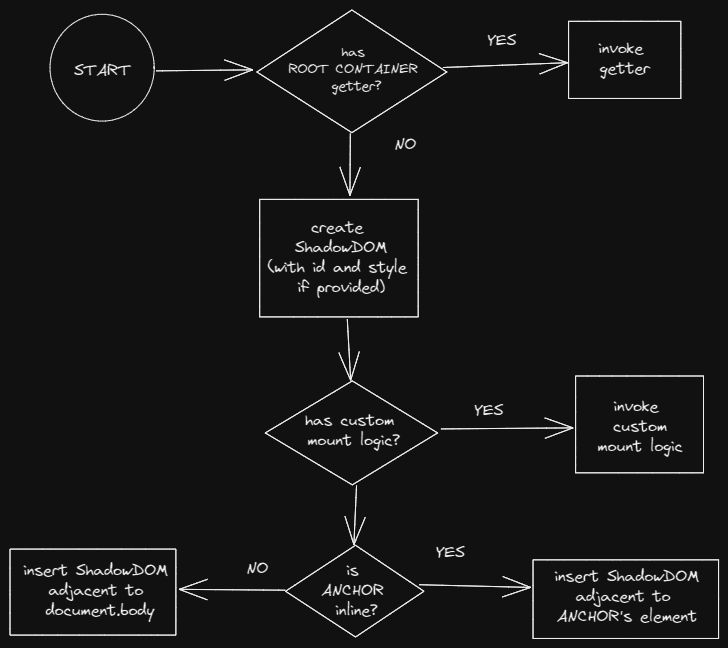 START
has
ROOT CONTAINER
getter?
YES
invoke
getter
NO
create
ShadowDOM
(with id and style
if provided)
has custom
mount logic?
YES
invoke
custom
mount logic
is
ANCHOR
inline?
NO
insert ShadowDOM
adjacent to
document.body
YES
insert ShadowDOM
adjacent to
ANCHOR's element